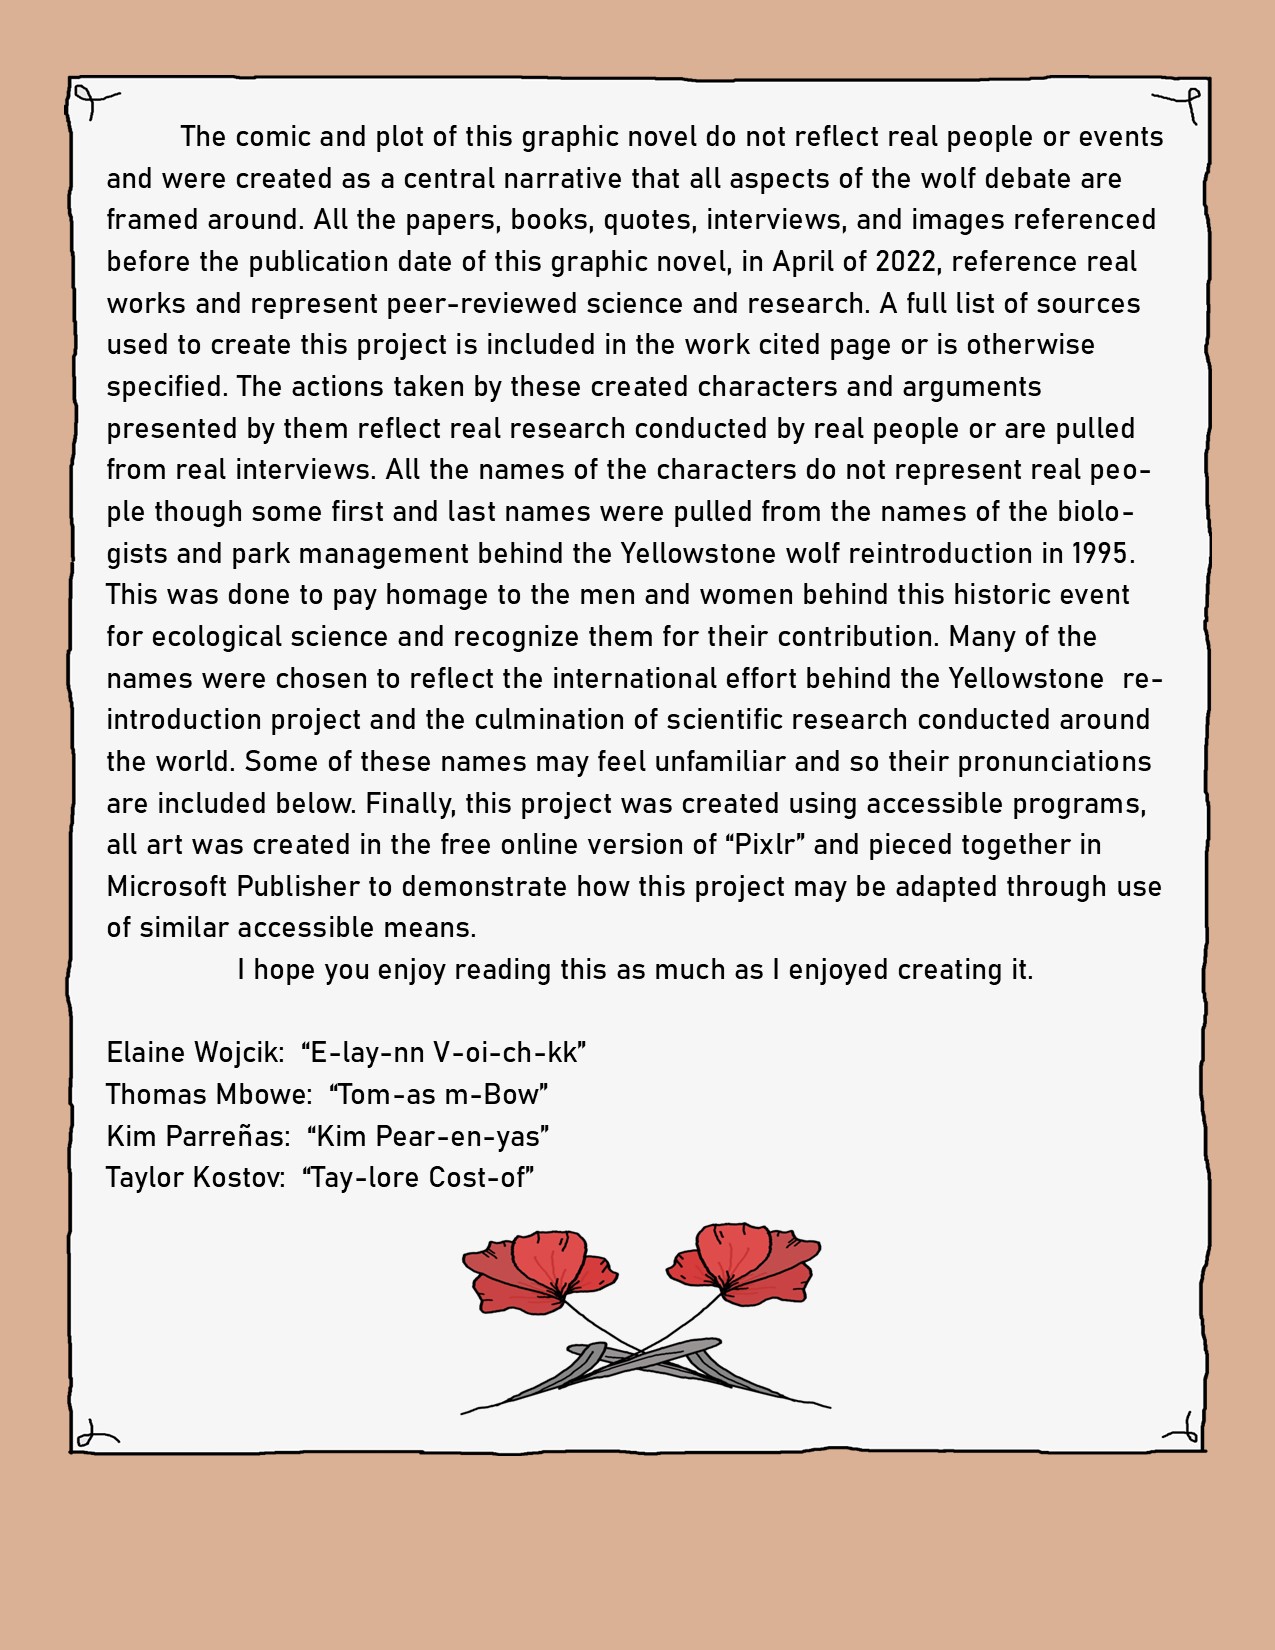 The comic and plot of this graphic novel do not reflect real people or events
and were created as a central narrative that all aspects of the wolf debate are
framed around. All the papers, books, quotes, interviews, and images referenced
before the publication date of this graphic novel, in April of 2022, reference real
works and represent peer-reviewed science and research. A full list of sources
used to create this project is included in the work cited page or is otherwise
specified. The actions taken by these created characters and arguments
presented by them reflect real research conducted by real people or are pulled
from real interviews. All the names of the characters do not represent real peo-
ple though some first and last names were pulled from the names of the biolo-
gists and park management behind the Yellowstone wolf reintroduction in 1995.
This was done to pay homage to the men and women behind this historic event
for ecological science and recognize them for their contribution. Many of the
names were chosen to reflect the international effort behind the Yellowstone  re-
introduction project and the culmination of scientific research conducted around
the world. Some of these names may feel unfamiliar and so their pronunciations
are included below. Finally, this project was created using accessible programs,
all art was created in the free online version of “Pixlr” and pieced together in
Microsoft Publisher to demonstrate how this project may be adapted through use
of similar accessible means.
I hope you enjoy reading this as much as I enjoyed creating it.
Elaine Wojcik:  “E-lay-nn V-oi-ch-kk”
Thomas Mbowe:  “Tom-as m-Bow”
Kim Parreñas:  “Kim Pear-en-yas”
Taylor Kostov:  “Tay-lore Cost-of”